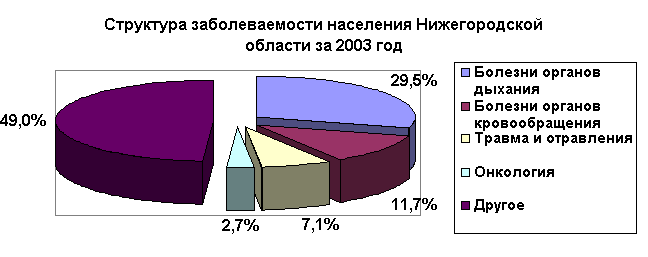 Структура заболеваемости населения Нижегородской
области за 2003 год
29,5%
49,0%
11,7%
7,1%
2,7%
Болезни органов
дыхания
Болезни органов
кровообращения
Травма и отравления
Онкология
Другое